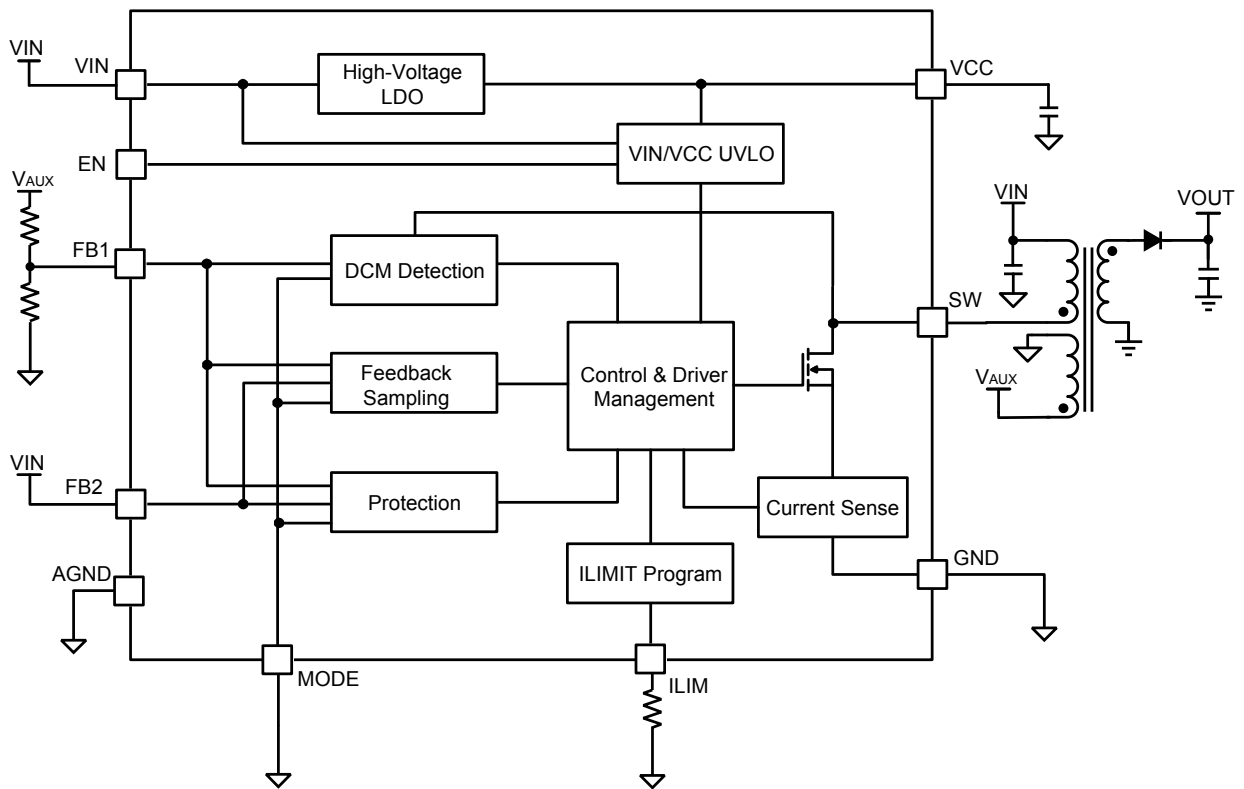 VIN
VIN
High-Voltage
LDO
VCC
EN
VIN/VCC UVLO
VAUX
VIN
VOUT
FB1
DCM Detection
SW
Feedback
Sampling
Control & Driver
Management
VAUX
VIN
FB2
Protection
Current Sense
AGND
ILIMIT Program
GND
MODE
ILIM